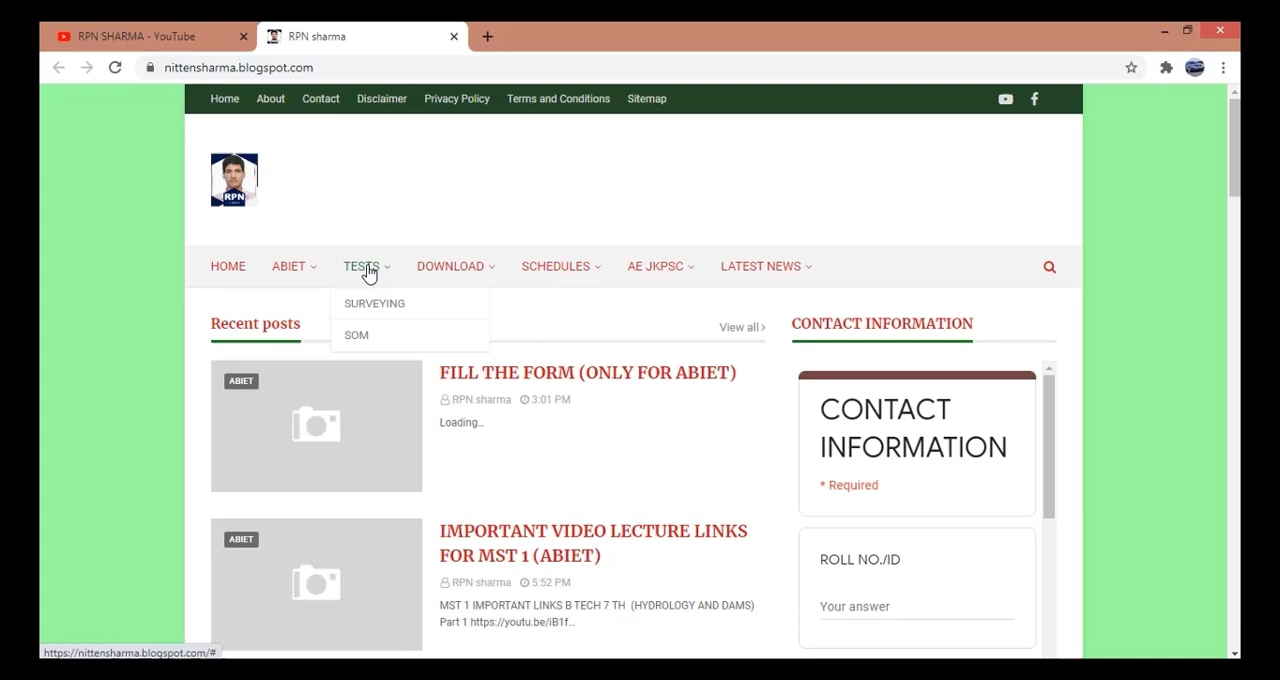 RPN SHARMA - YouTube
RPN sharma
nittensharma.blogspot.com
Home About Contact Disclaimer Privacy Policy Terms and Conditions Sitemap
RPN
HOME ABIET TESTS DOWNLOAD SCHEDULES AE JKPSC LATEST NEWS
SURVEYING
SOM
Recent posts
View all
CONTACT INFORMATION
ABIET
FILL THE FORM (ONLY FOR ABIET)
RPN sharma 3:01 PM
Loading...
CONTACT
INFORMATION
* Required
ABIET
IMPORTANT VIDEO LECTURE LINKS
FOR MST 1 (ABIET)
RPN sharma 5:52 PM
MST 1 IMPORTANT LINKS B TECH 7 TH (HYDROLOGY AND DAMS)
Part 1 https://youtu.be/iB1f...
ROLL NO./ID
Your answer
https://nittensharma.blogspot.com/#